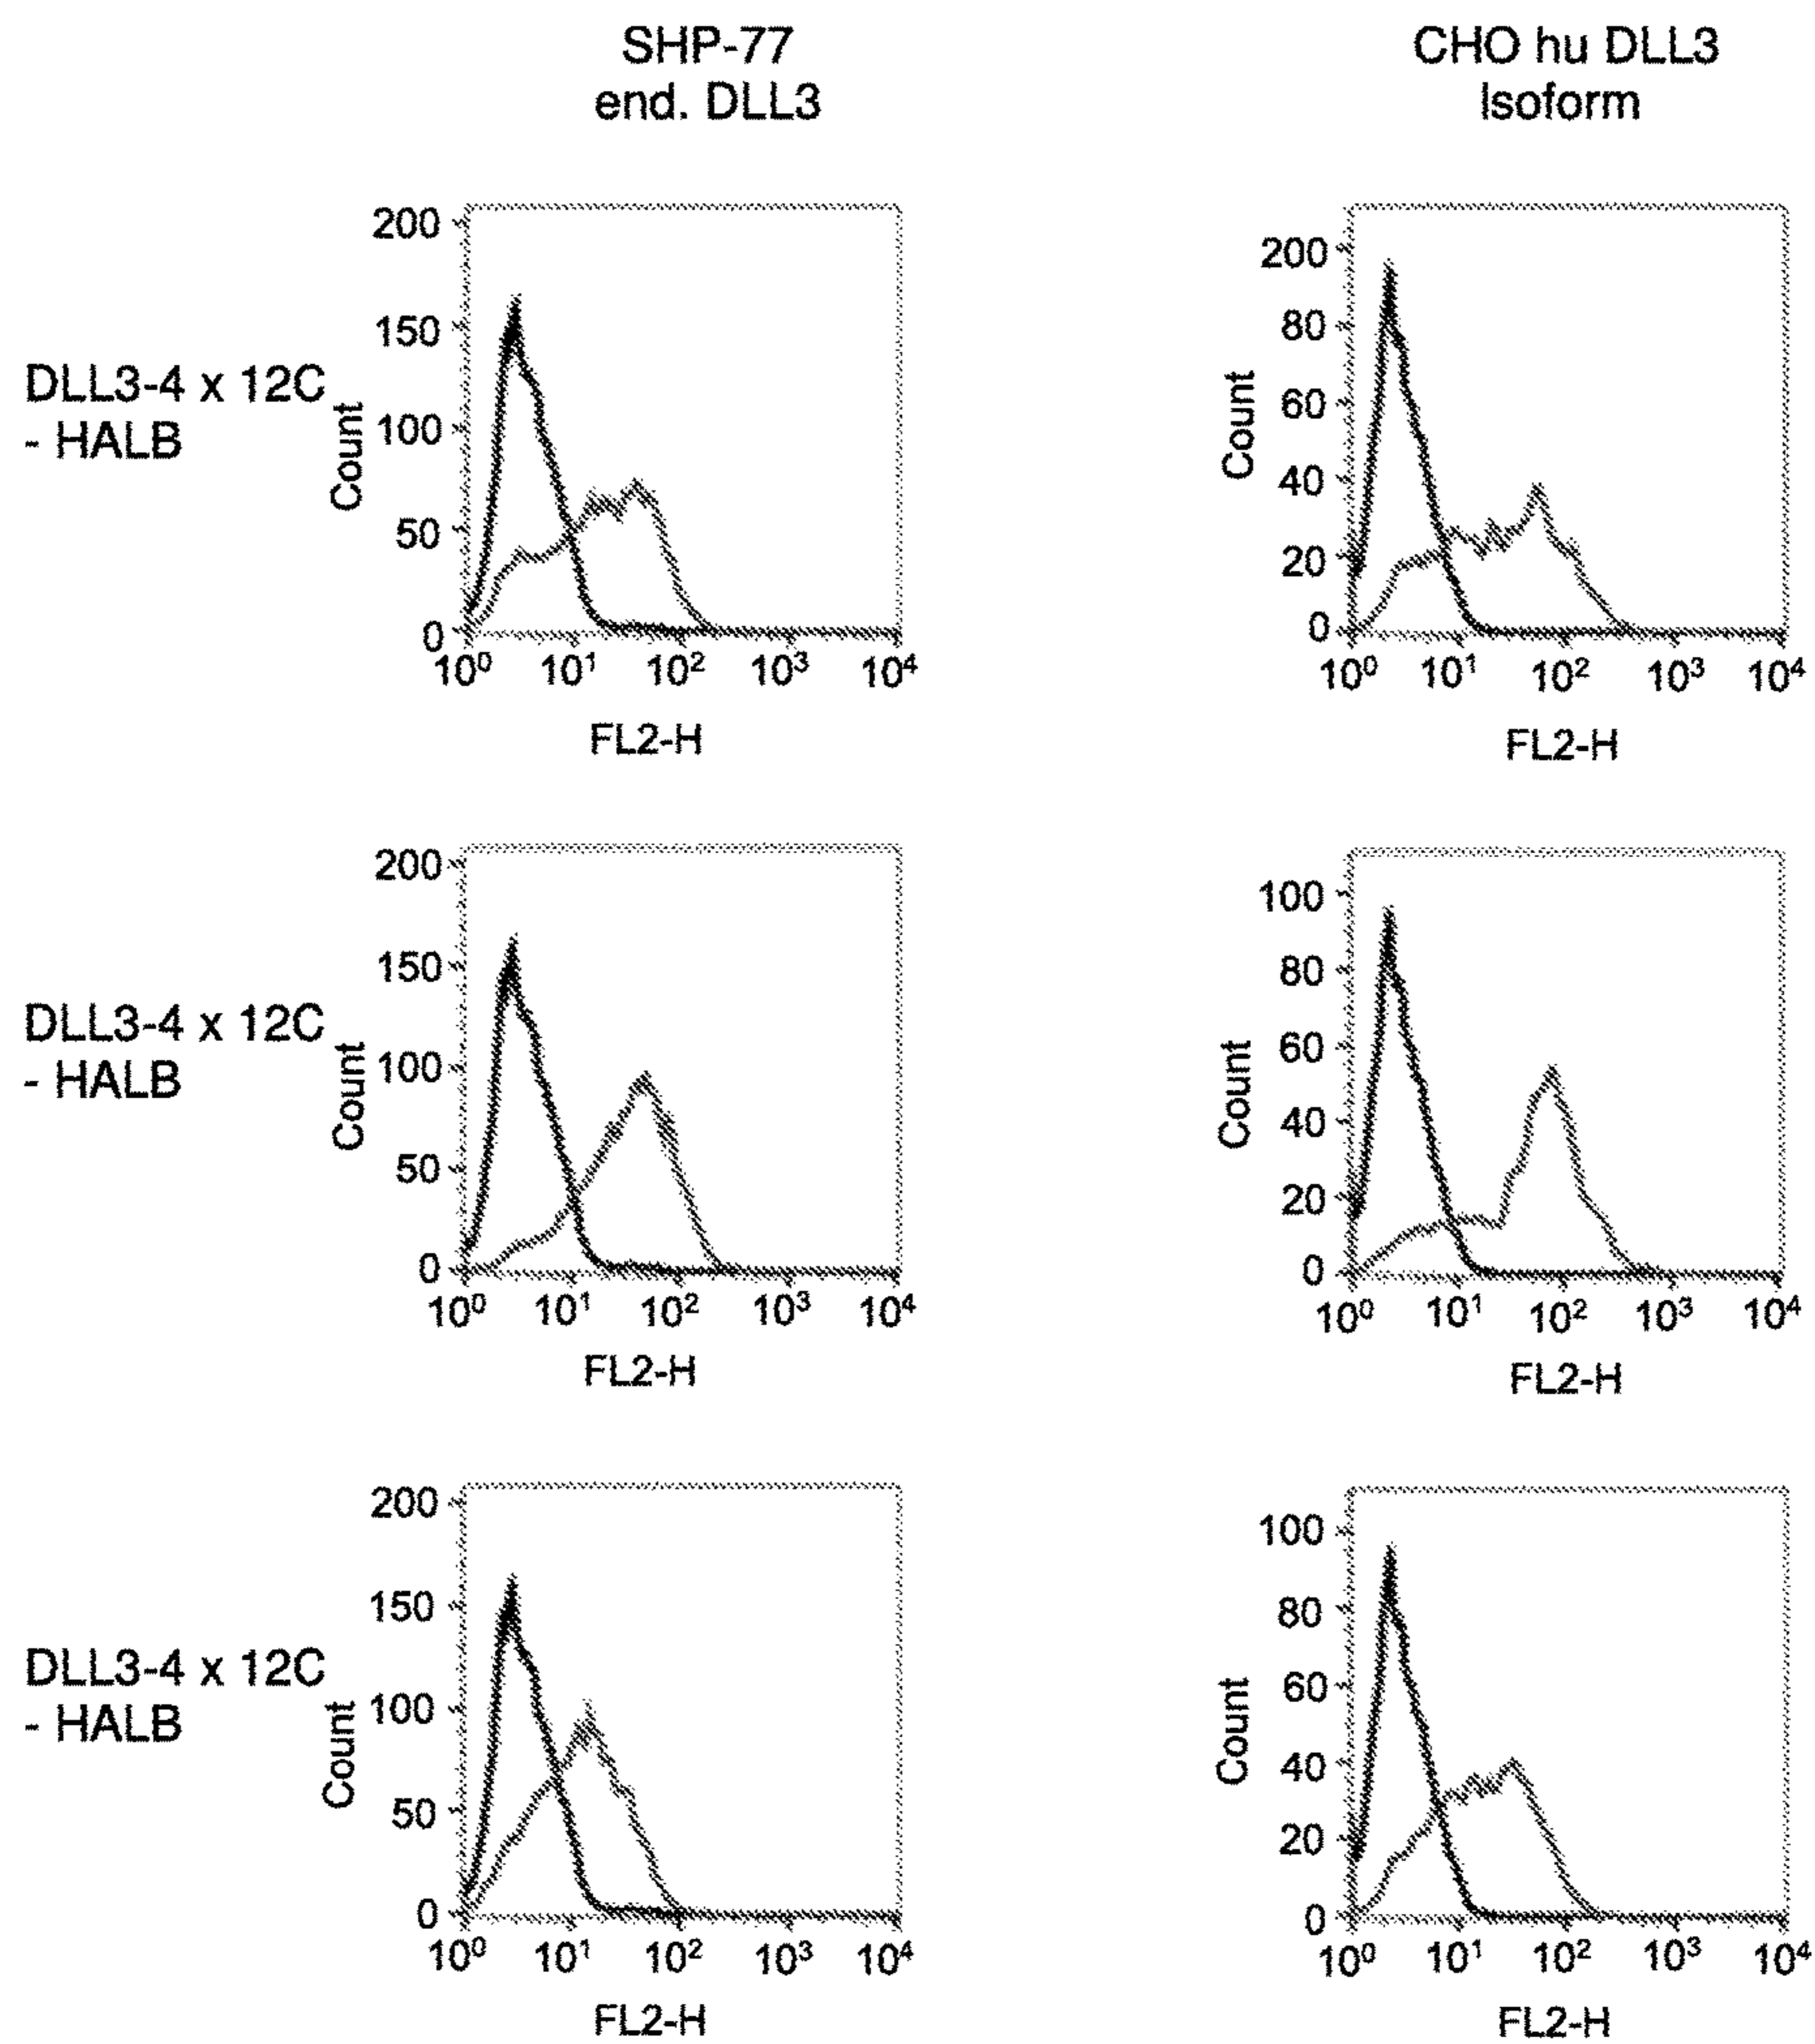 SHP-77
end. DLL3
CHO hu DLL3
Isoform
DLL3-4 x 12C
- HALB
Count
200
150
100
50
0
10⁰ 10¹ 10² 10³ 10⁴
FL2-H
Count
200
80
60
40
20
0
10⁰ 10¹ 10² 10³ 10⁴
FL2-H
DLL3-4 x 12C
- HALB
Count
200
150
100
50
0
10⁰ 10¹ 10² 10³ 10⁴
FL2-H
Count
100
80
60
40
20
0
10⁰ 10¹ 10² 10³ 10⁴
FL2-H
DLL3-4 x 12C
- HALB
Count
200
150
100
50
0
10⁰ 10¹ 10² 10³ 10⁴
FL2-H
Count
100
80
60
40
20
0
10⁰ 10¹ 10² 10³ 10⁴
FL2-H